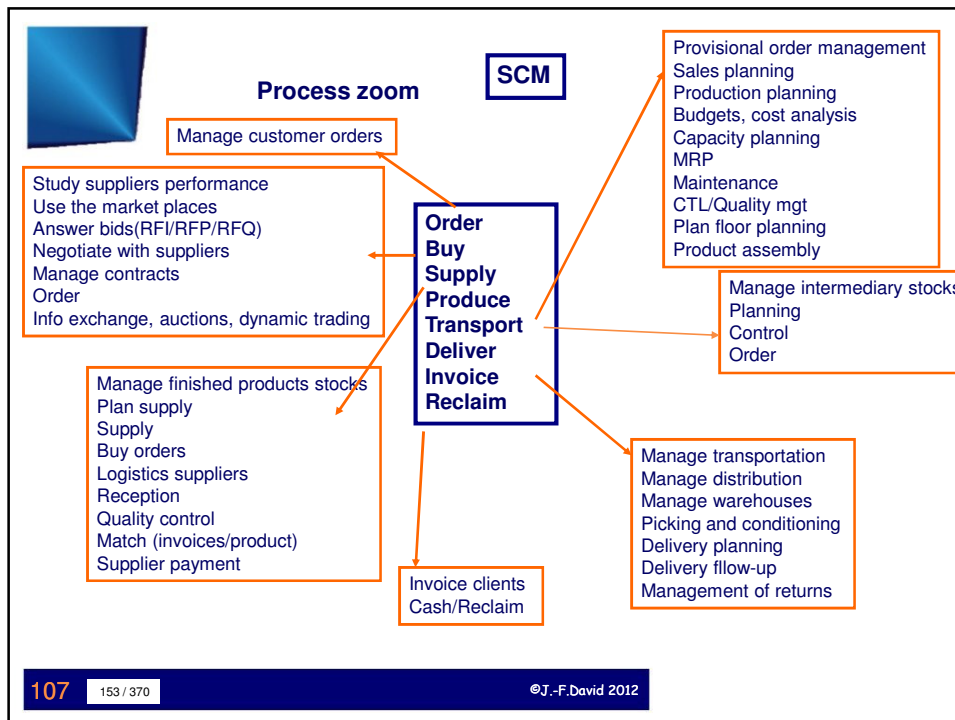 SCM
Process zoom
Manage customer orders
Study suppliers performance
Use the market places
Answer bids(RFI/RFP/RFQ)
Negotiate with suppliers
Manage contracts
Order
Info exchange, auctions, dynamic trading
Manage finished products stocks
Plan supply
Supply
Buy orders
Logistics suppliers
Reception
Quality control
Match (invoices/product)
Supplier payment
Order
Buy
Supply
Produce
Transport
Deliver
Invoice
Reclaim
Invoice clients
Cash/Reclaim
Provisional order management
Sales planning
Production planning
Budgets, cost analysis
Capacity planning
MRP
Maintenance
CTL/Quality mgt
Plan floor planning
Product assembly
Manage intermediary stocks
Planning
Control
Order
Manage transportation
Manage distribution
Manage warehouses
Picking and conditioning
Delivery planning
Delivery fllow-up
Management of returns
107
153 / 370
©J.-F.David 2012